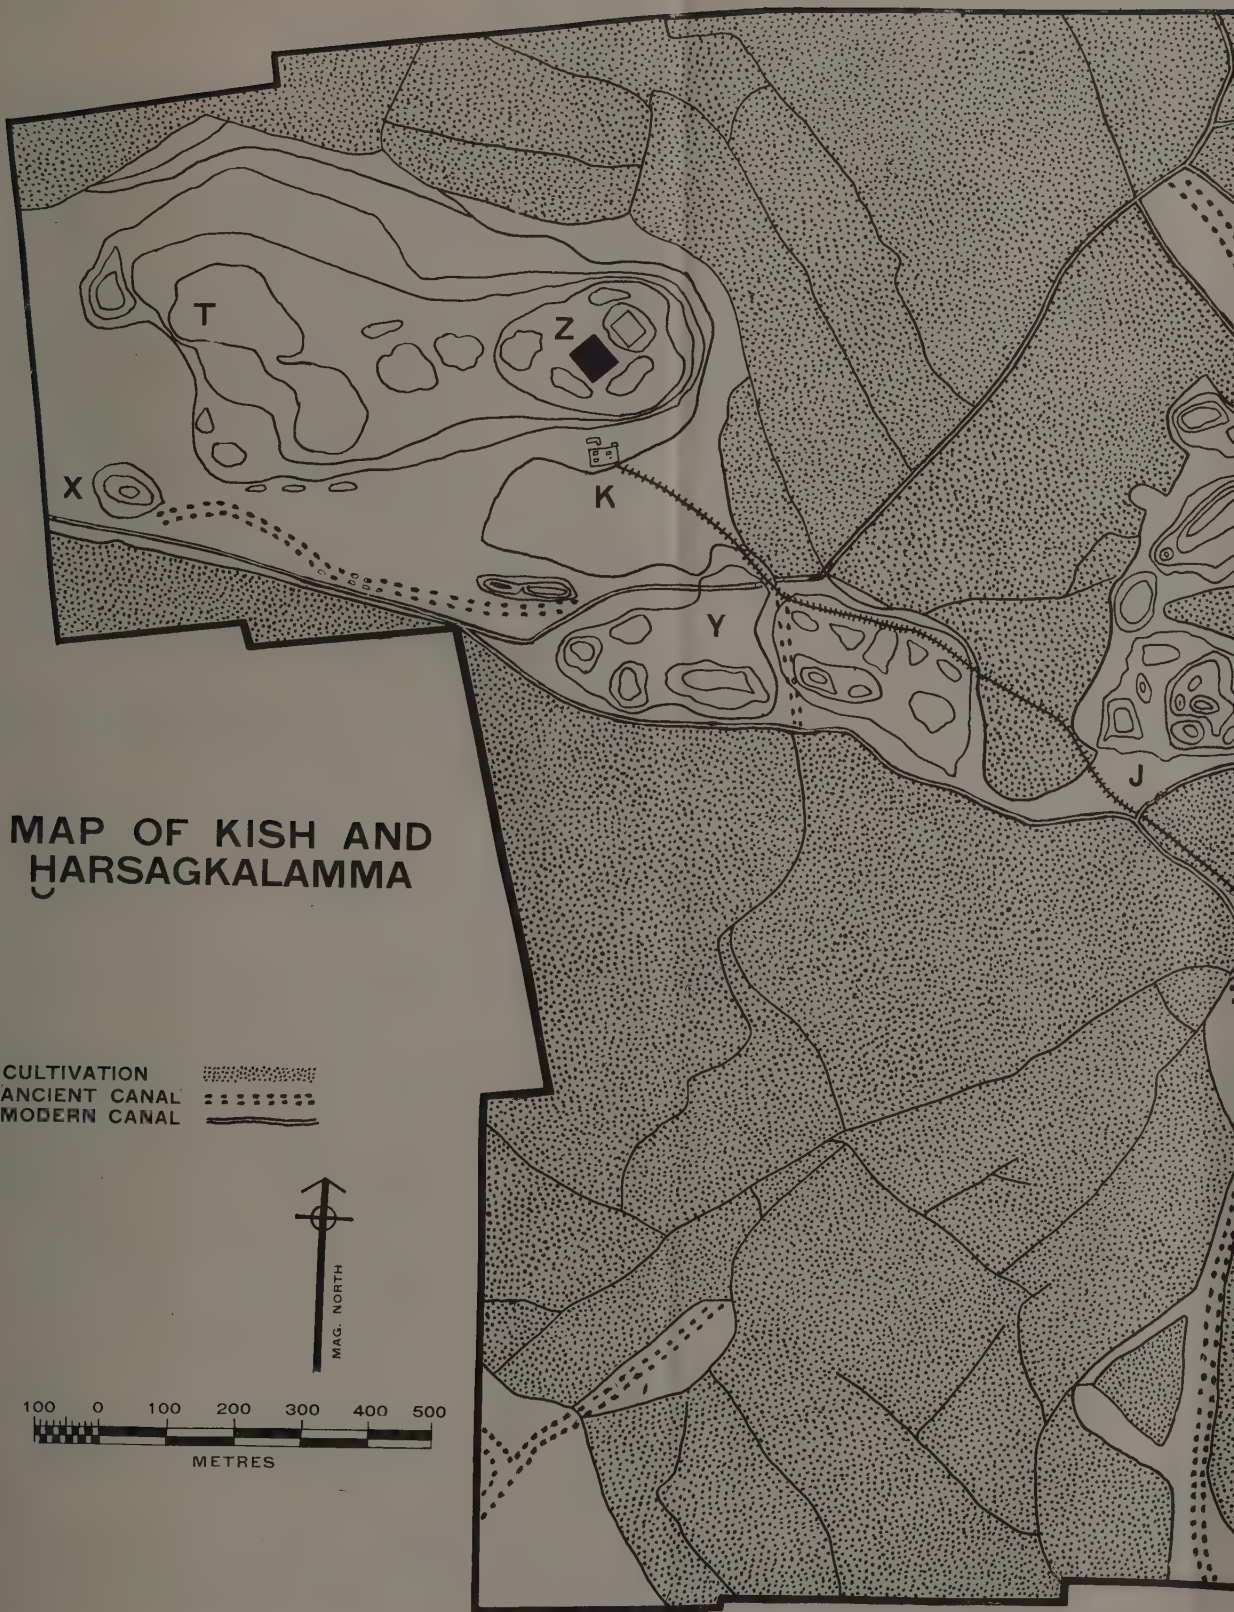 T
Z
X
K
Y
J
MAP OF KISH AND
ḪARSAGKALAMMA
CULTIVATION
ANCIENT CANAL
MODERN CANAL
MAG. NORTH
100 0 100 200 300 400 500
METRES